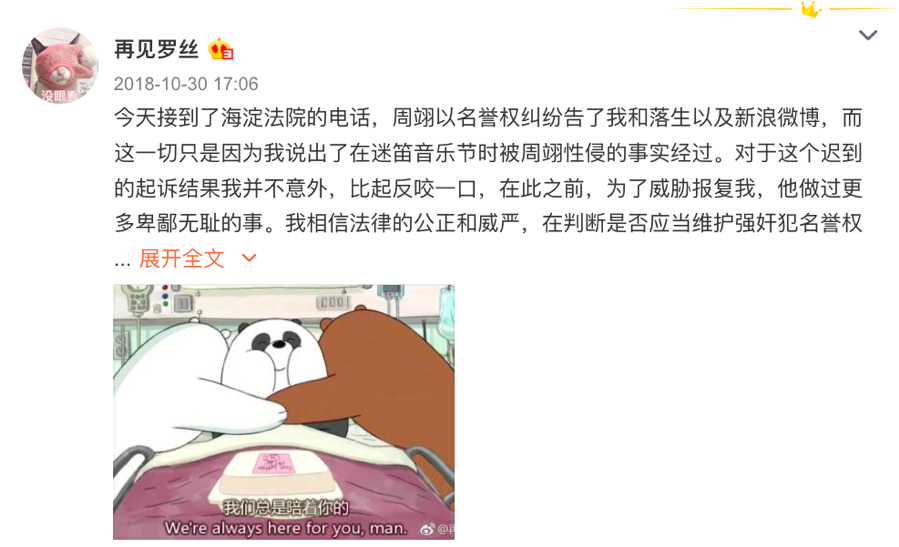 再见罗丝
没眼看
2018-10-30 17:06
今天接到了海淀法院的电话，周翊以名誉权纠纷告了我和落生以及新浪微博，而
这一切只是因为我说出了在迷笛音乐节时被周翊性侵的事实经过。对于这个迟到
的起诉结果我并不意外，比起反咬一口，在此之前，为了威胁报复我，他做过更
多卑鄙无耻的事。我相信法律的公正和威严，在判断是否应当维护强奸犯名誉权
... 展开全文
我们总是陪着你的
We're always here for you, man.